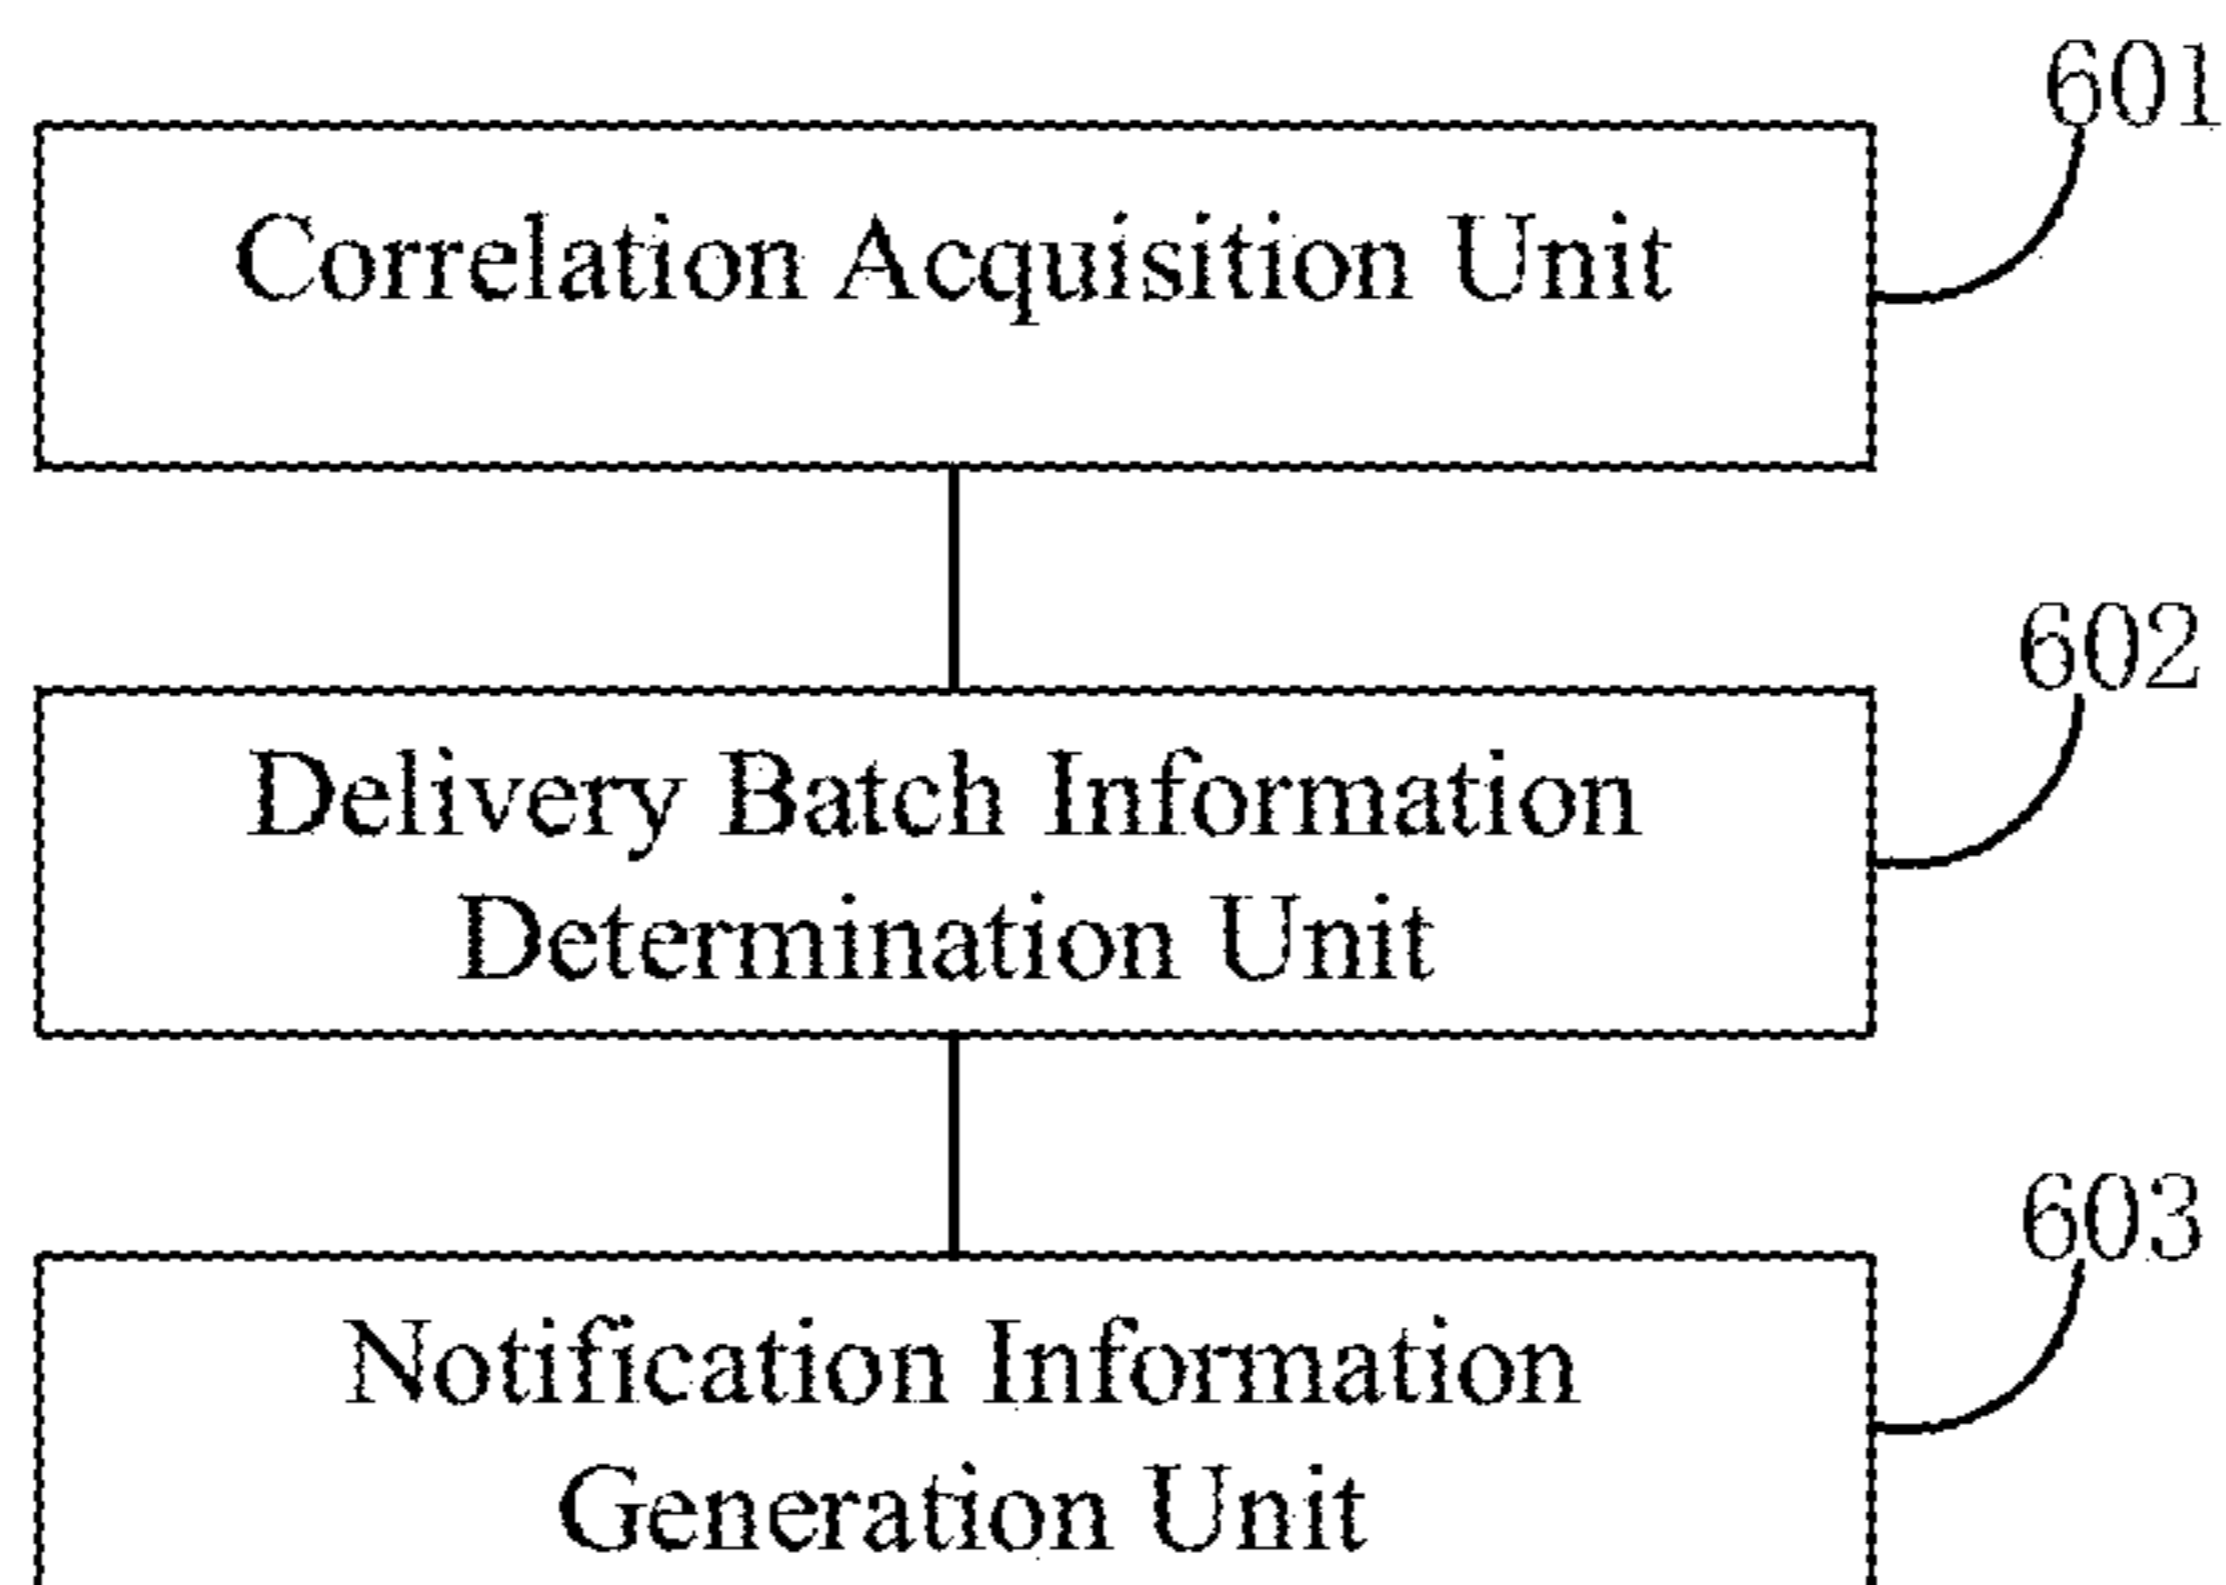 601
Correlation Acquisition Unit
602
Delivery Batch Information
Determination Unit
603
Notification Information
Generation Unit